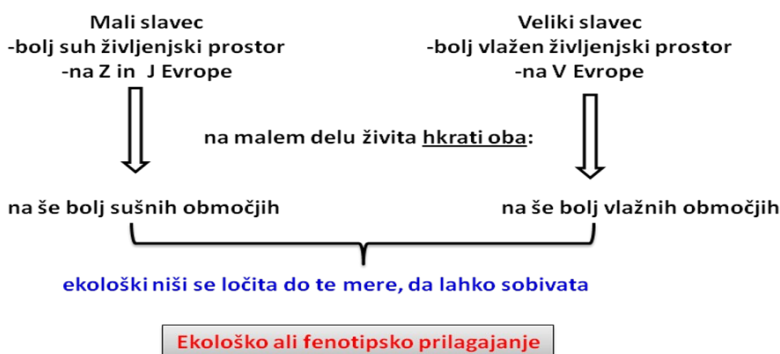 Mali slavec
-bolj suh življenjski prostor
-na Z in J Evrope
Veliki slavec
-bolj vlažen življenjski prostor
-na V Evrope
na malem delu živita hkrati oba:
na še bolj sušnih območjih
na še bolj vlažnih območjih
ekološki niši se ločita do te mere, da lahko sobivata
Ekološko ali fenotipsko prilagajanje